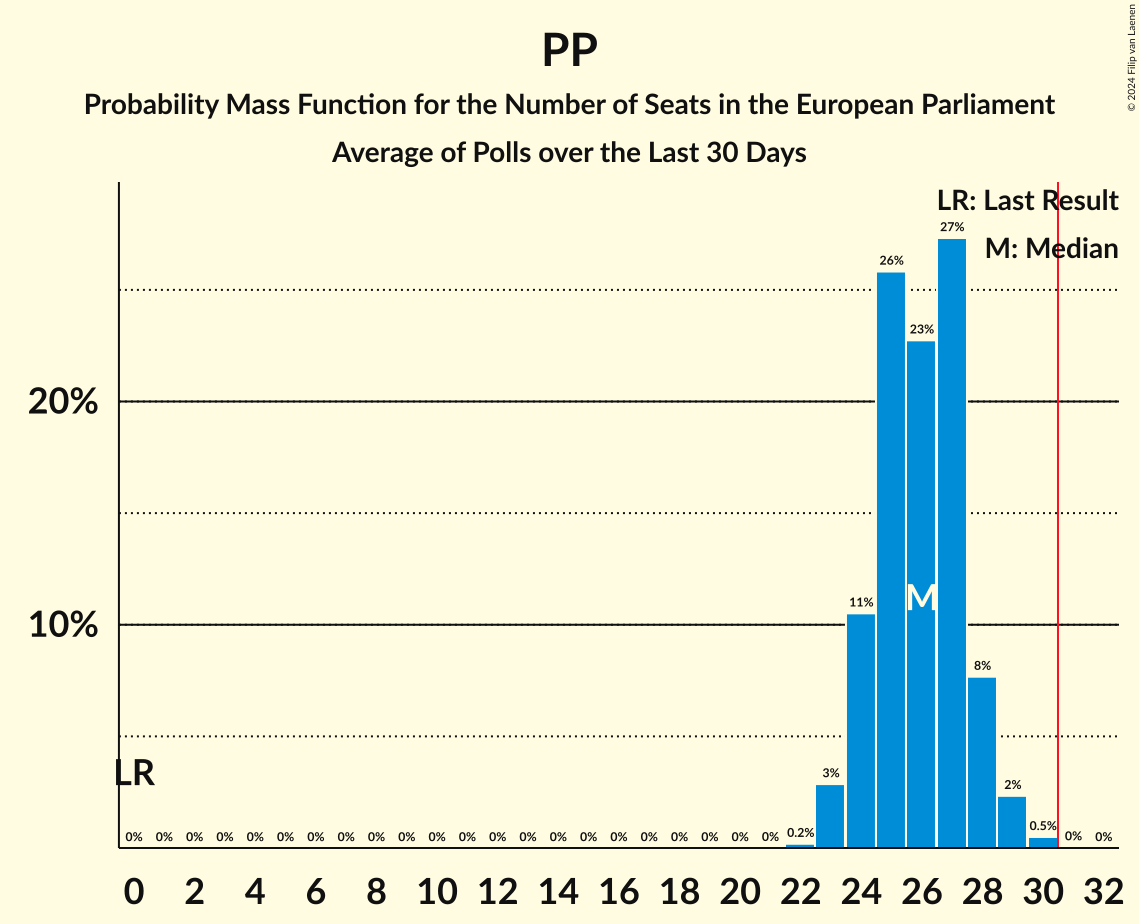 © 2024 Filip van Laenen
PP
Probability Mass Function for the Number of Seats in the European Parliament
Average of Polls over the Last 30 Days
LR: Last Result
M: Median
27%
26%
23%
20%
11%
M
10%
8%
LR
3%
2%
0% 0% 0% 0% 0% 0% 0% 0% 0% 0% 0% 0% 0% 0% 0% 0% 0% 0% 0% 0% 0% 0% 0.2% 0.5% 0% 0%
0 2 4 6 8 10 12 14 16 18 20 22 24 26 28 30 32